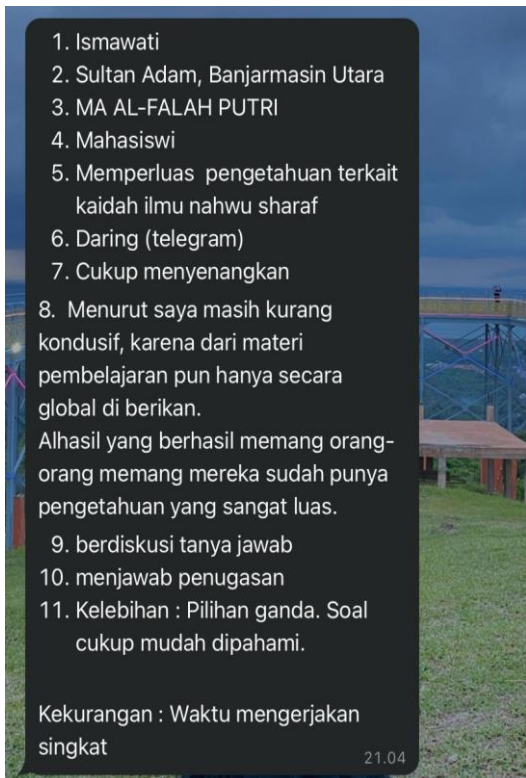 1. Ismawati
2. Sultan Adam, Banjarmasin Utara
3. MA AL-FALAH PUTRI
4. Mahasiswi
5. Memperluas  pengetahuan terkait
kaidah ilmu nahwu sharaf
6. Daring (telegram)
7. Cukup menyenangkan
8.  Menurut saya masih kurang
kondusif, karena dari materi
pembelajaran pun hanya secara
global di berikan.
Alhasil yang berhasil memang orang-
orang memang mereka sudah punya
pengetahuan yang sangat luas.
9. berdiskusi tanya jawab
10. menjawab penugasan
11. Kelebihan : Pilihan ganda. Soal
cukup mudah dipahami.
Kekurangan : Waktu mengerjakan
singkat
21.04